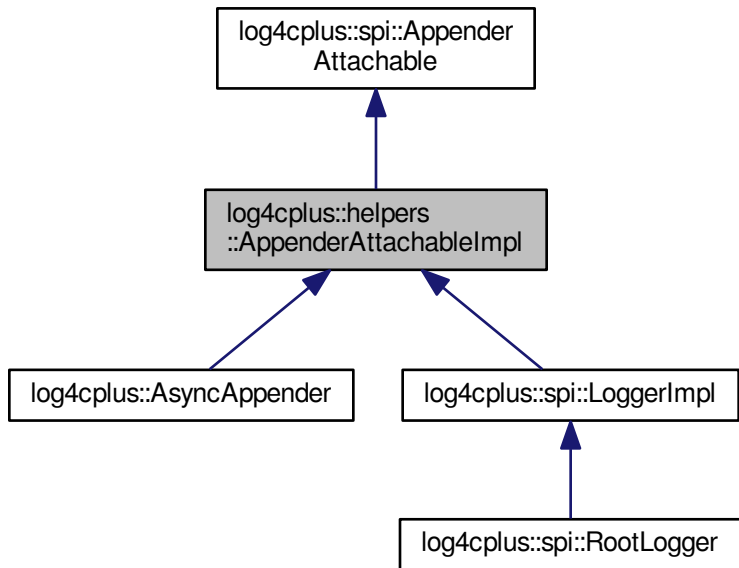 log4cplus::spi::Appender
Attachable
log4cplus::helpers
::AppenderAttachableImpl
log4cplus::AsyncAppender
log4cplus::spi::LoggerImpl
log4cplus::spi::RootLogger